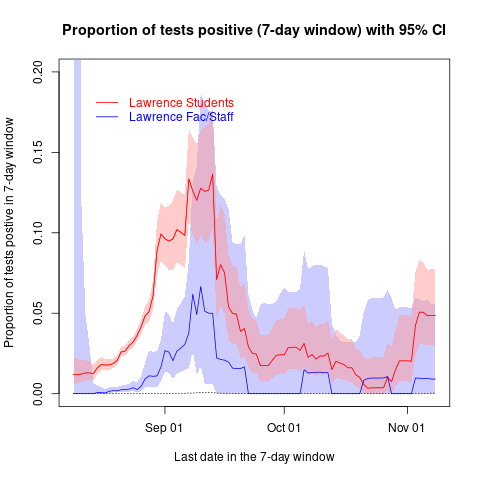 Proportion of tests positive (7-day window) with 95% CI
Proportion of tests postive in 7-day window
0.20
0.15
0.10
0.05
0.00
Lawrence Students
Lawrence Fac/Staff
Sep 01
Oct 01
Nov 01
Last date in the 7-day window